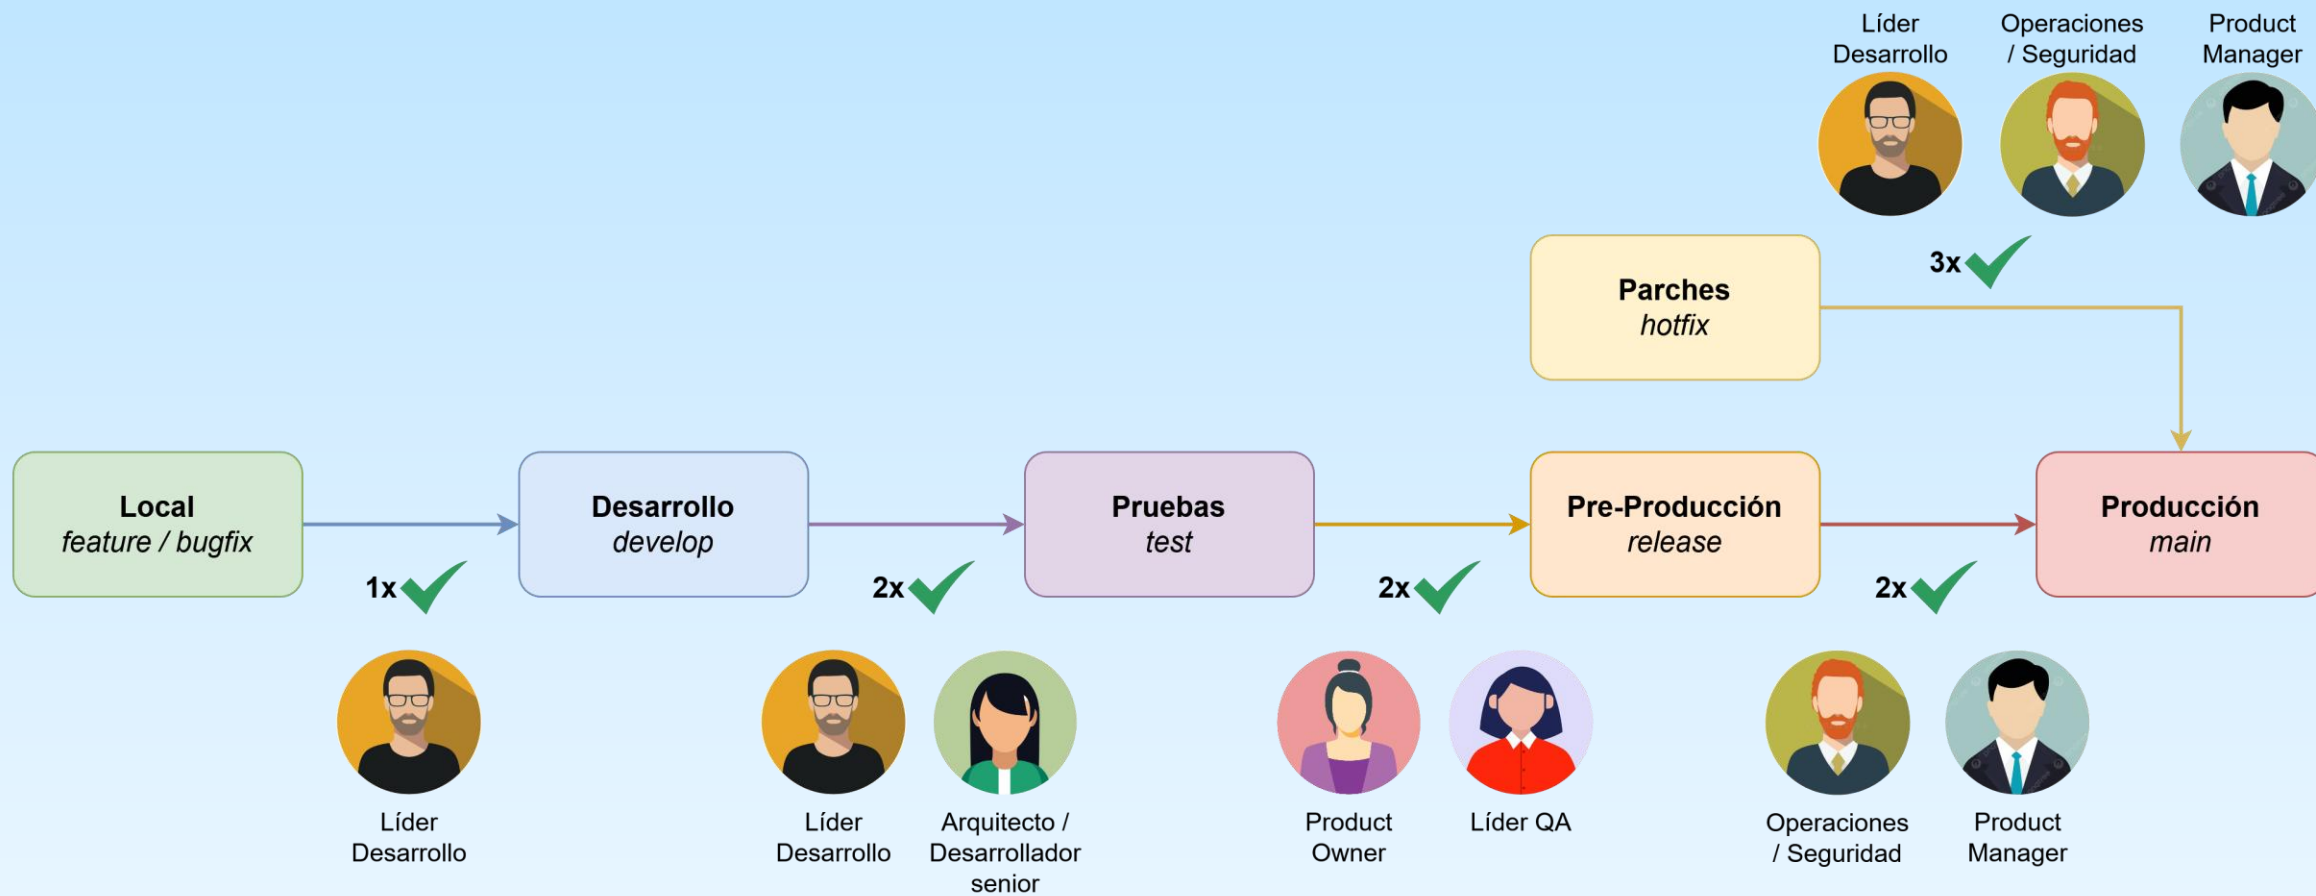 Líder
Desarrollo
Operaciones
/ Seguridad
Product
Manager
3x
Parches
hotfix
Local
feature / bugfix
Desarrollo
develop
Pruebas
test
Pre-Producción
release
Producción
main
1x
2x
2x
2x
Líder
Desarrollo
Líder
Desarrollo
Arquitecto /
Desarrollador
senior
Product
Owner
Líder QA
Operaciones
/ Seguridad
Product
Manager